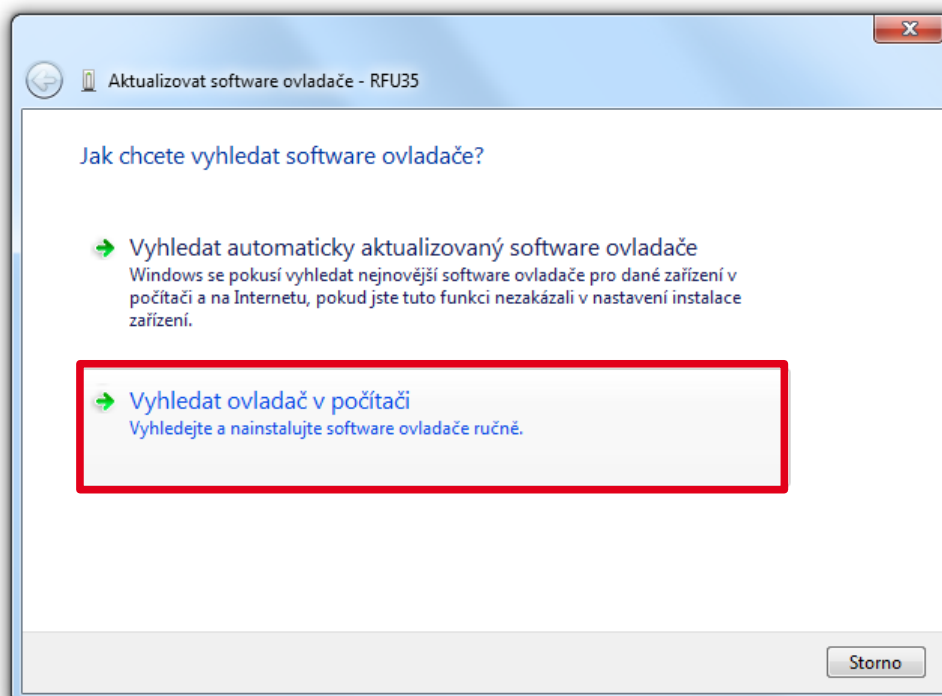 Aktualizovat software ovladače - RFU35
Jak chcete vyhledat software ovladače?
Vyhledat automaticky aktualizovaný software ovladače
Windows se pokusí vyhledat nejnovější software ovladače pro dané zařízení v
počítači a na Internetu, pokud jste tuto funkci nezakázali v nastavení instalace
zařízení.
Vyhledat ovladač v počítači
Vyhledejte a nainstalujte software ovladače ručně.
Storno